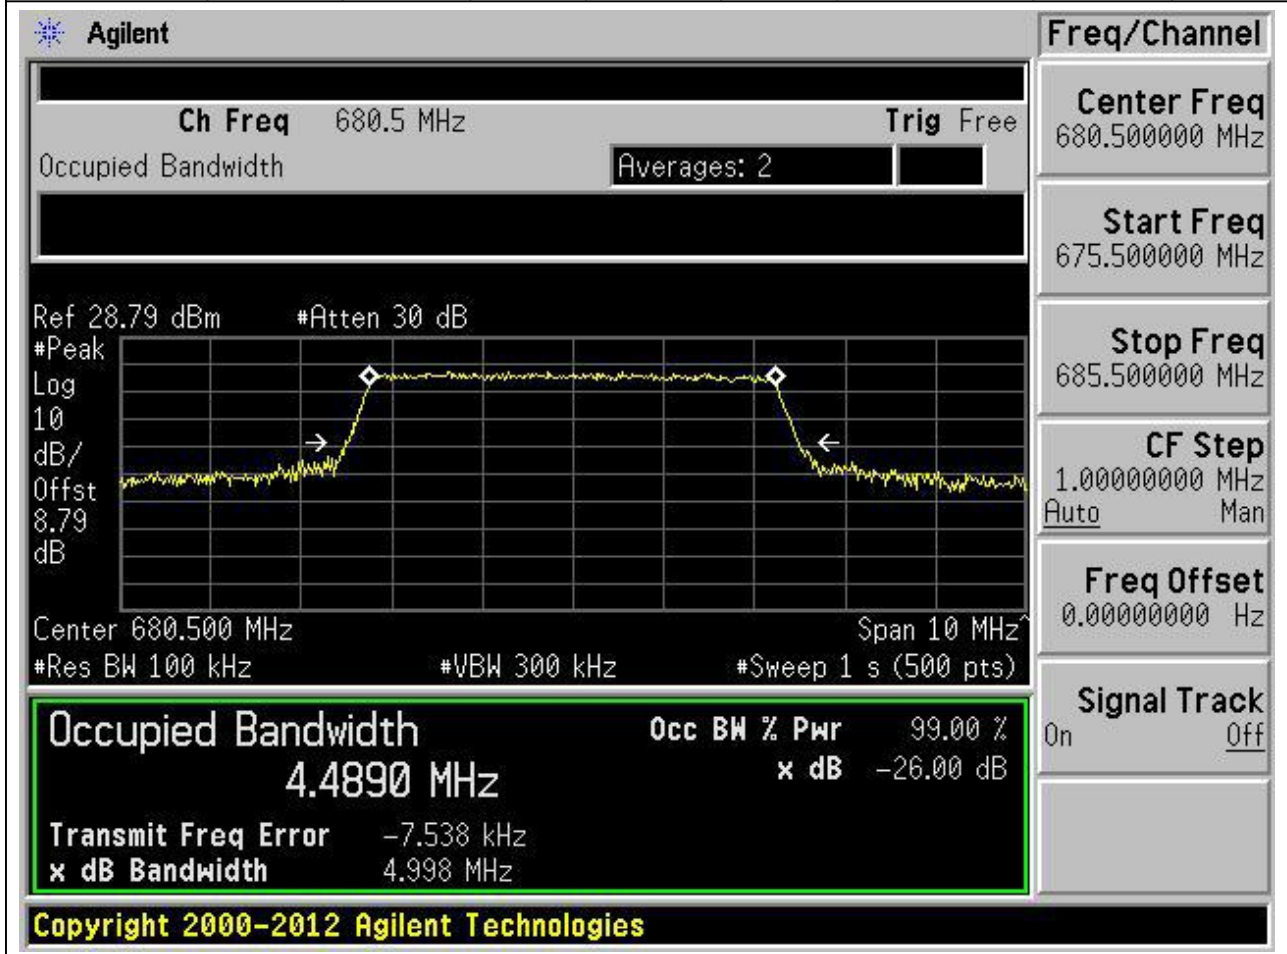 Agilent
Freq/Channel
Ch Freq 680.5 MHz Trig Free
Occupied Bandwidth Averages: 2
Center Freq
680.500000 MHz
Start Freq
675.500000 MHz
Stop Freq
685.500000 MHz
CF Step
1.00000000 MHz
Auto Man
Freq Offset
0.00000000 Hz
Signal Track
On Off
Ref 28.79 dBm #Atten 30 dB
#Peak
Log
10
dB/
Offst
8.79
dB
Center 680.500 MHz Span 10 MHz^
#Res BW 100 kHz #VBW 300 kHz #Sweep 1 s (500 pts)
Occupied Bandwidth Occ BW % Pwr 99.00 %
4.4890 MHz x dB -26.00 dB
Transmit Freq Error -7.538 kHz
x dB Bandwidth 4.998 MHz
Copyright 2000-2012 Agilent Technologies